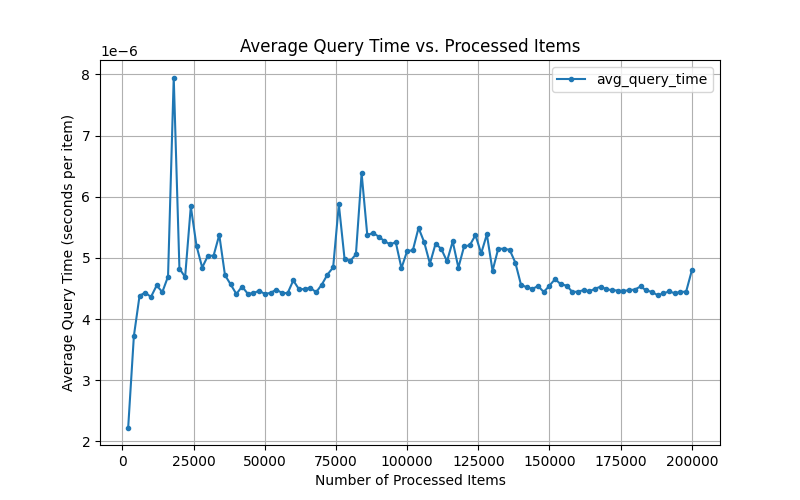 Average Query Time vs. Processed Items
1e−6
avg_query_time
8
7
6
5
4
3
2
Average Query Time (seconds per item)
0 25000 50000 75000 100000 125000 150000 175000 200000
Number of Processed Items